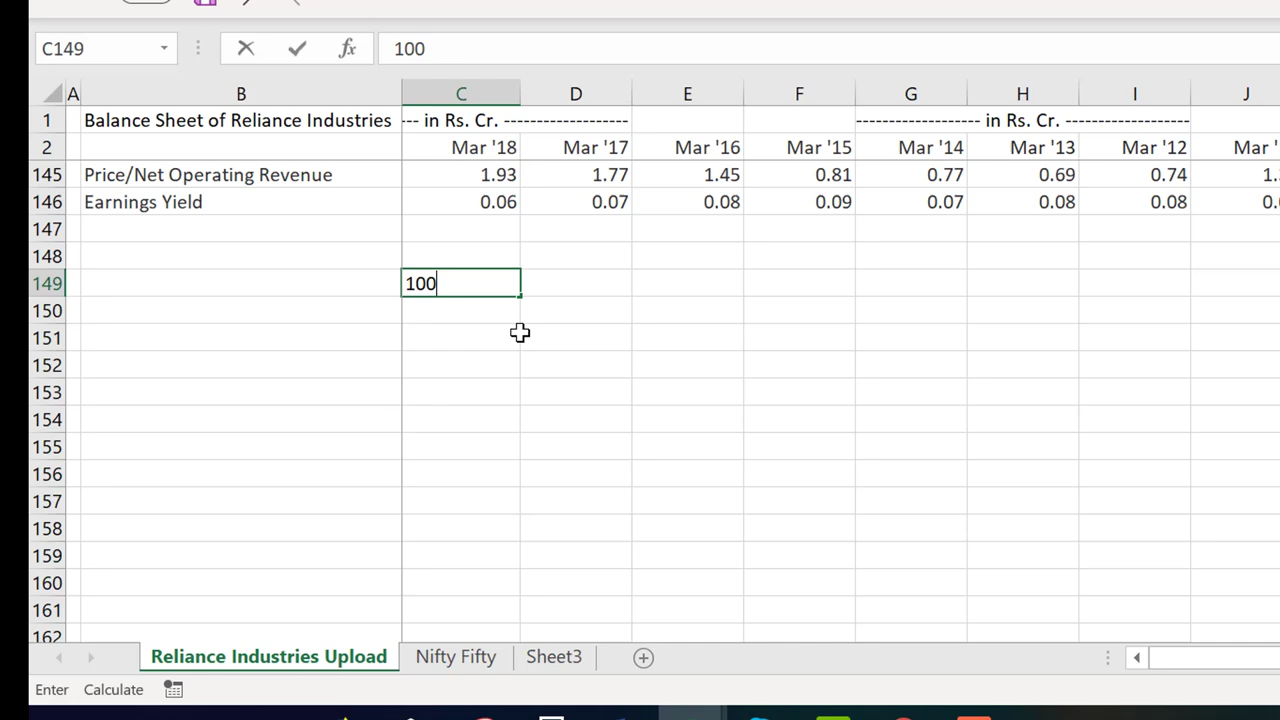 C149 fx 100
A B C D E F G H I J
1 Balance Sheet of Reliance Industries --- in Rs. Cr. ------------------- ------------------- in Rs. Cr. -------------------
2 Mar '18 Mar '17 Mar '16 Mar '15 Mar '14 Mar '13 Mar '12 Mar '
145 Price/Net Operating Revenue 1.93 1.77 1.45 0.81 0.77 0.69 0.74
146 Earnings Yield 0.06 0.07 0.08 0.09 0.07 0.08 0.08
147
148
149 100
150
151
152
153
154
155
156
157
158
159
160
161
162
Reliance Industries Upload Nifty Fifty Sheet3
Enter Calculate